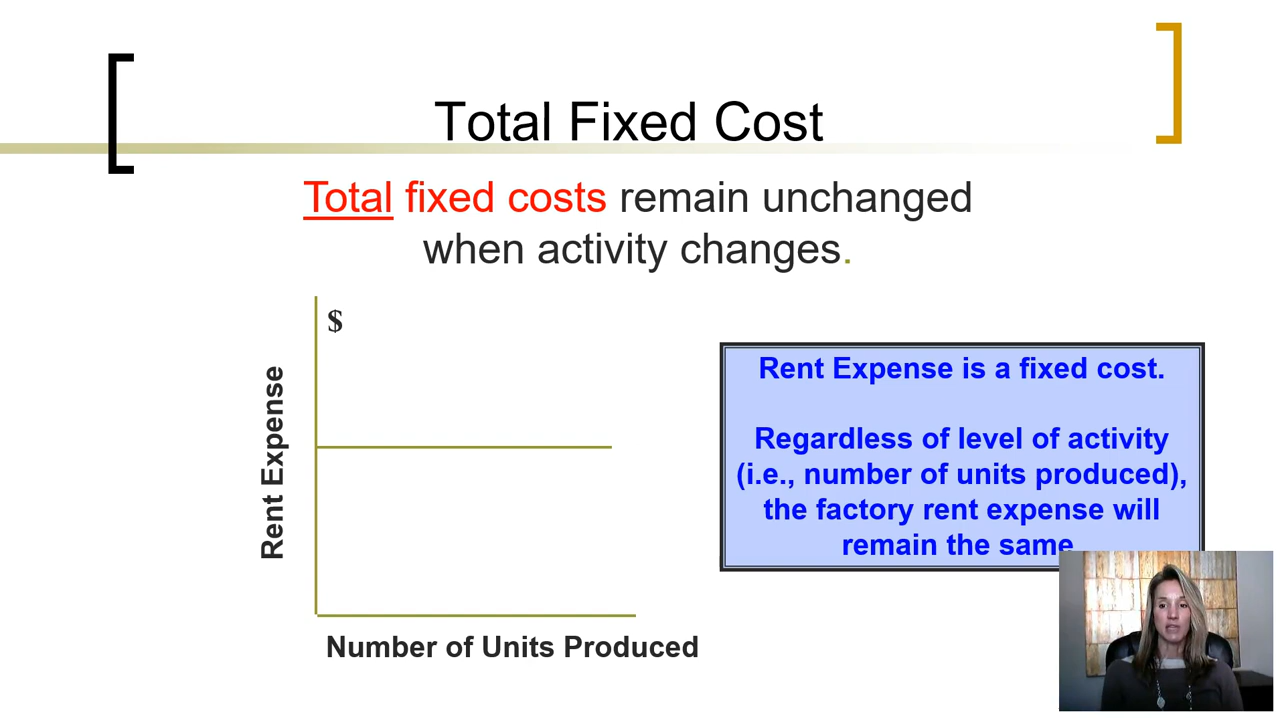 Total Fixed Cost
Total fixed costs remain unchanged
when activity changes.
$
Rent Expense
Number of Units Produced
Rent Expense is a fixed cost.
Regardless of level of activity
(i.e., number of units produced),
the factory rent expense will
remain the same